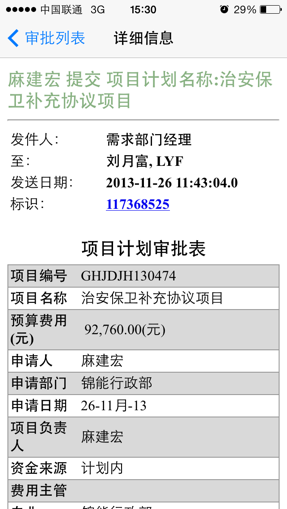 中国联通 3G 15:30 29%
审批列表 详细信息
麻建宏 提交 项目计划名称:治安保
卫补充协议项目
发件人： 需求部门经理
至： 刘月富, LYF
发送日期： 2013-11-26 11:43:04.0
标识： 117368525
项目计划审批表
项目编号 GHJDJH130474
项目名称 治安保卫补充协议项目
预算费用
(元) 92,760.00(元)
申请人 麻建宏
申请部门 锦能行政部
申请日期 26-11月-13
项目负责
人 麻建宏
资金来源 计划内
费用主管
锦能行政部